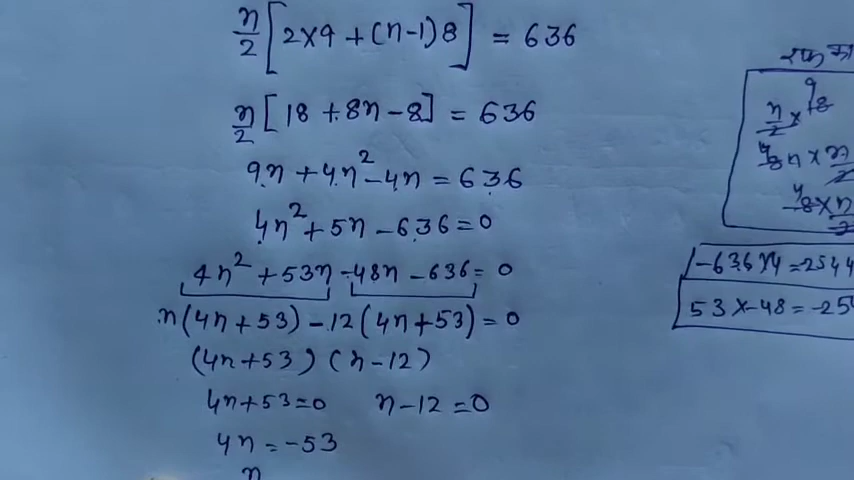 n/2 [2×9 + (n-1)8] = 636
n/2 [18 + 8n - 8] = 636
9n + 4n² - 4n = 636
4n² + 5n - 636 = 0
4n² + 53n - 48n - 636 = 0
n(4n + 53) - 12(4n + 53) = 0
(4n + 53) (n - 12)
4n + 53 = 0 n - 12 = 0
4n = -53
n
-636×4 = 2544
53×-48 = -254